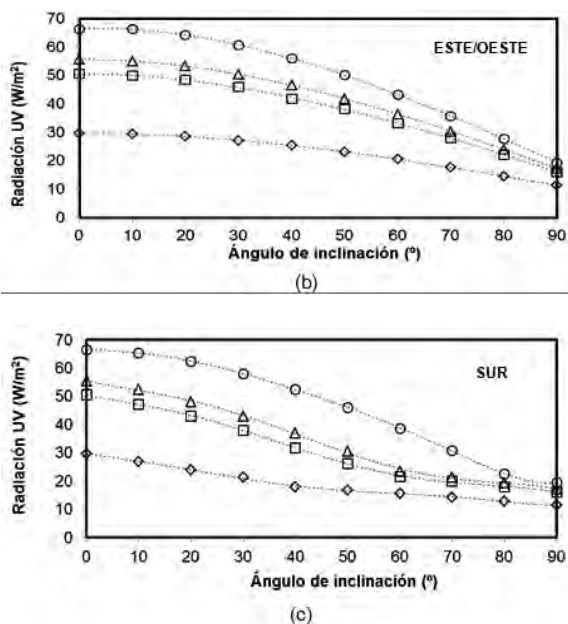 70
60
50
40
30
20
10
0
Radiación UV (W/m²)
ESTE/OESTE
0 10 20 30 40 50 60 70 80 90
Ángulo de inclinación (º)
(b)
70
60
50
40
30
20
10
0
Radiación UV (W/m²)
SUR
0 10 20 30 40 50 60 70 80 90
Ángulo de inclinación (º)
(c)